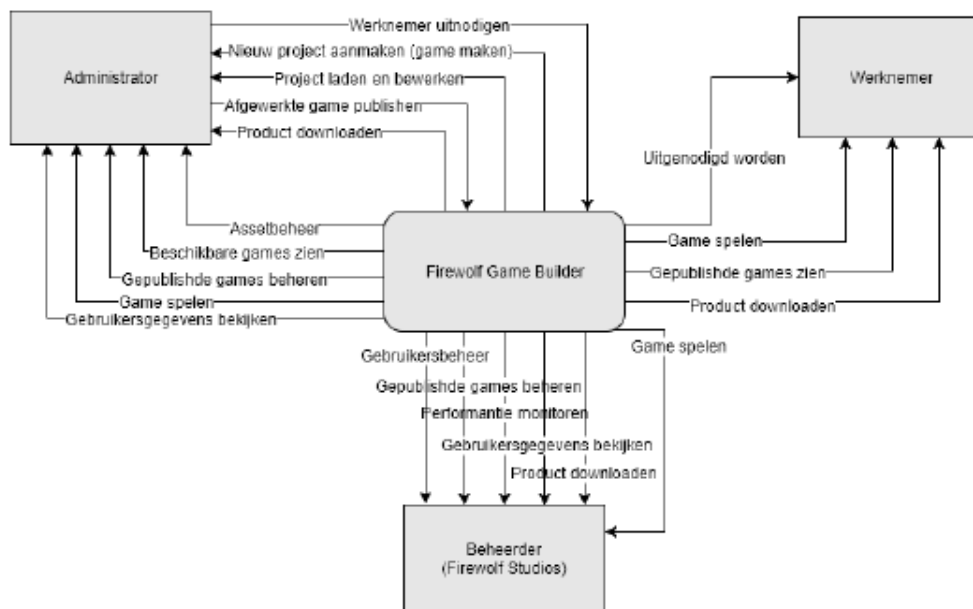 Werknemer uitnodigen
Nieuw project aanmaken (game maken)
Administrator
Project laden en bewerken
Werknemer
Afgewerkte game publishen
Product downloaden
Uitgenodigd worden
Assetbeheer
Game spelen
Beschikbare games zien
Firewolf Game Builder
Gepublishde games zien
Gepublishde games beheren
Game spelen
Product downloaden
Gebruikersgegevens bekijken
Game spelen
Gebruikersbeheer
Gepublishde games beheren
Performantie monitoren
Gebruikersgegevens bekijken
Product downloaden
Beheerder
(Firewolf Studios)